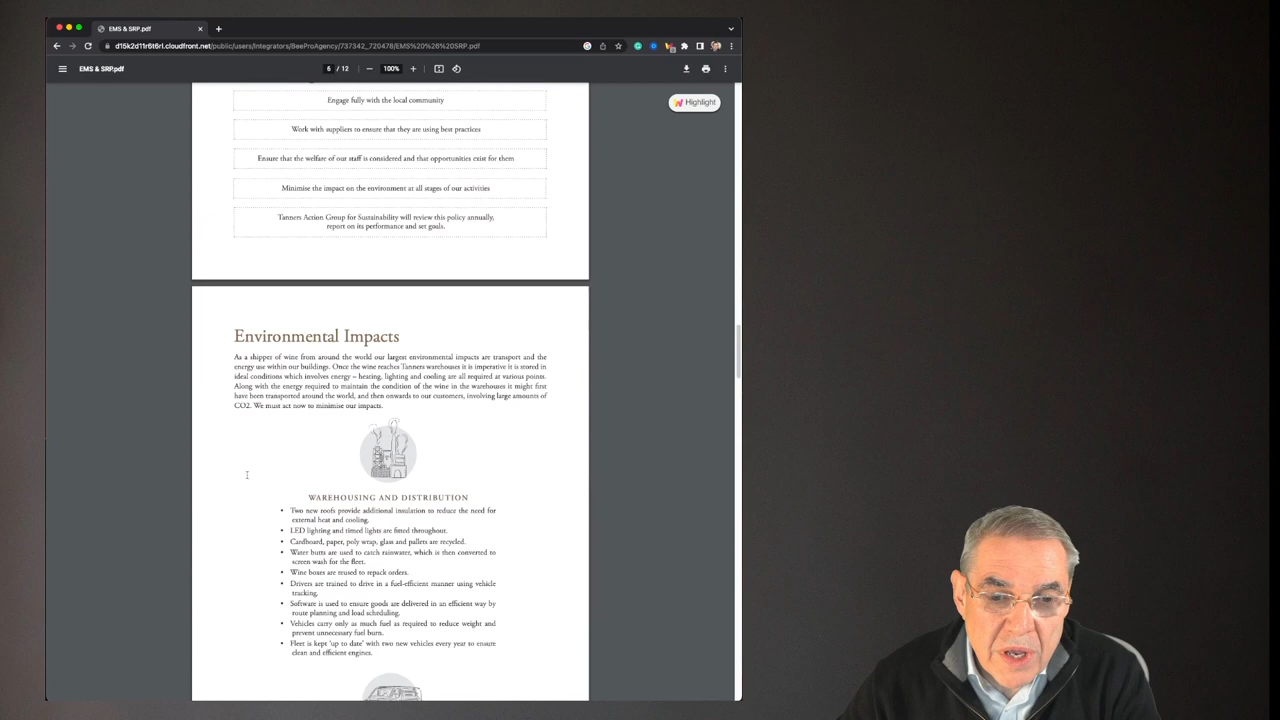 EMS & SRP.pdf
d15k2d11r6t6rl.cloudfront.net/public/users/Integrators/BeeProAgency/737342_720478/EMS%20%26%20SRP.pdf
EMS & SRP.pdf
6 / 12
100%
Highlight
Engage fully with the local community
Work with suppliers to ensure that they are using best practices
Ensure that the welfare of our staff is considered and that opportunities exist for them
Minimise the impact on the environment at all stages of our activities
Tanners Action Group for Sustainability will review this policy annually,
report on its performance and set goals.
Environmental Impacts
As a shipper of wine from around the world our largest environmental impacts are transport and the
energy use within our buildings. Once the wine reaches Tanners warehouses it is imperative it is stored in
ideal conditions which involves energy – heating, lighting and cooling are all required at various points.
Along with the energy required to maintain the condition of the wine in the warehouses it might first
have been transported around the world, and then onwards to our customers, involving large amounts of
CO2. We must act now to minimise our impacts.
WAREHOUSING AND DISTRIBUTION
• Two new roofs provide additional insulation to reduce the need for
external heat and cooling.
• LED lighting and timed lights are fitted throughout.
• Cardboard, paper, poly wrap, glass and pallets are recycled.
• Water butts are used to catch rainwater, which is then converted to
screen wash for the fleet.
• Wine boxes are reused to repack orders.
• Drivers are trained to drive in a fuel-efficient manner using vehicle
tracking.
• Software is used to ensure goods are delivered in an efficient way by
route planning and load scheduling.
• Vehicles carry only as much fuel as required to reduce weight and
prevent unnecessary fuel burn.
• Fleet is kept 'up to date' with two new vehicles every year to ensure
clean and efficient engines.